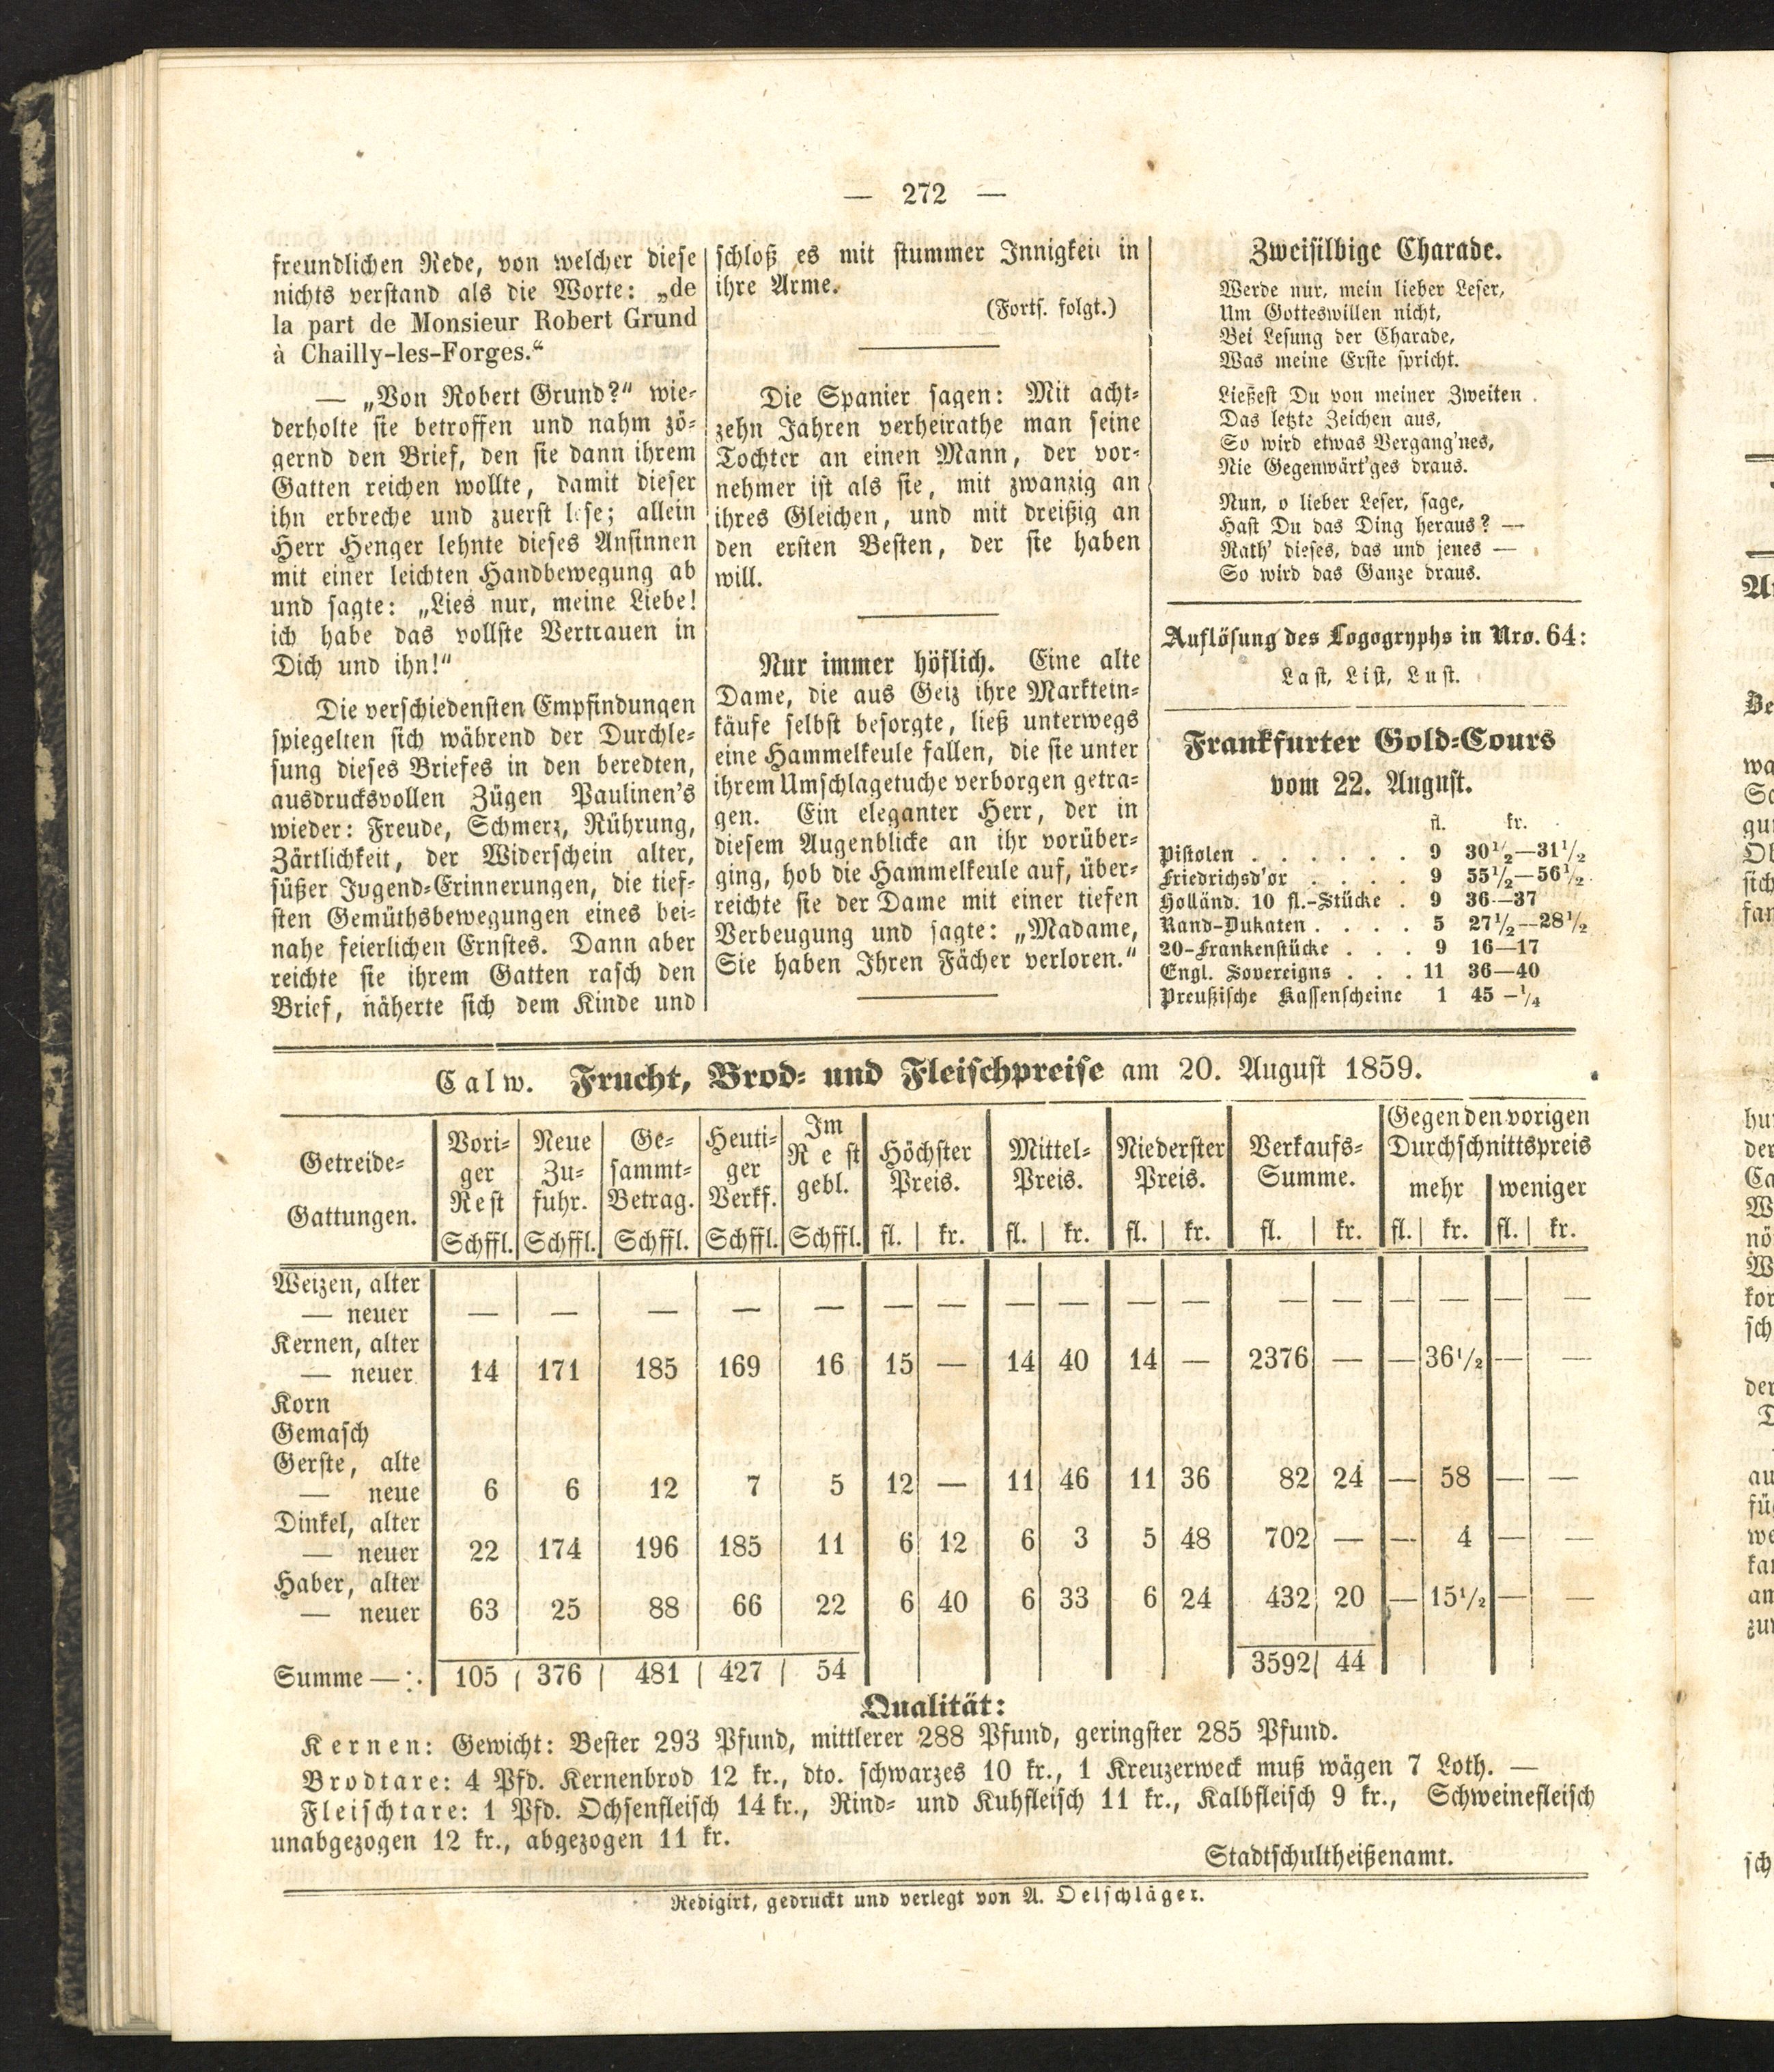 — 272 —
freundlichen Rede, von welcher diese
nichts verstand als die Worte: „de
la part de Monsieur Robert Grund
à Chailly-les-Forges.“
— „Von Robert Grund?“ wie-
derholte sie betroffen und nahm zö-
gernd den Brief, den sie dann ihrem
Gatten reichen wollte, damit dieser
ihn erbreche und zuerst lese; allein
Herr Henger lehnte dieses Ansinnen
mit einer leichten Handbewegung ab
und sagte: „Lies nur, meine Liebe!
ich habe das vollste Vertrauen in
Dich und ihn!“
Die verschiedensten Empfindungen
spiegelten sich während der Durchle-
sung dieses Briefes in den beredten,
ausdrucksvollen Zügen Paulinen's
wieder: Freude, Schmerz, Rührung,
Zärtlichkeit, der Widerschein alter,
süßer Jugend-Erinnerungen, die tief-
sten Gemüthsbewegungen eines bei-
nahe feierlichen Ernstes. Dann aber
reichte sie ihrem Gatten rasch den
Brief, näherte sich dem Kinde und
schloß es mit stummer Innigkeit in
ihre Arme.
(Forts. folgt.)
Die Spanier sagen: Mit acht-
zehn Jahren verheirathe man seine
Tochter an einen Mann, der vor-
nehmer ist als sie, mit zwanzig an
ihres Gleichen, und mit dreißig an
den ersten Besten, der sie haben
will.
Nur immer höflich. Eine alte
Dame, die aus Geiz ihre Marktein-
käufe selbst besorgte, ließ unterwegs
eine Hammelkeule fallen, die sie unter
ihrem Umschlagetuche verborgen getra-
gen. Ein eleganter Herr, der in
diesem Augenblicke an ihr vorüber-
ging, hob die Hammelkeule auf, über-
reichte sie der Dame mit einer tiefen
Verbeugung und sagte: „Madame,
Sie haben Ihren Fächer verloren.“
Zweisilbige Charade.
Werde nur, mein lieber Leser,
Um Gotteswillen nicht,
Bei Lesung der Charade,
Was meine Erste spricht.
Ließest Du von meiner Zweiten
Das letzte Zeichen aus,
So wird etwas Vergang'nes,
Nie Gegenwärt'ges draus.
Nun, o lieber Leser, sage,
Hast Du das Ding heraus? —
Rath' dieses, das und jenes —
So wird das Ganze draus.
Auflösung des Logogryphs in Nro. 64:
Last, List, Lust.
Frankfurter Gold-Cours
vom 22. August.
fl. kr.
Pistolen . . . . . . 9 30½—31½
Friedrichsd'or . . . . 9 55½—56½
Holländ. 10 fl.-Stücke . 9 36—37
Rand-Dukaten . . . . 5 27½—28½
20-Frankenstücke . . . 9 16—17
Engl. Sovereigns . . . 11 36—40
Preußische Kassenscheine 1 45 —¼
Calw. Frucht, Brod- und Fleischpreise am 20. August 1859.
Getreide-Gattungen. | Vori-ger Rest Schffl. | Neue Zu-fuhr. Schffl. | Ge-sammt-Betrag. Schffl. | Heuti-ger Verkf. Schffl. | Im Rest gebl. Schffl. | Höchster Preis. fl. | kr. | Mittel-Preis. fl. | kr. | Niederster Preis. fl. | kr. | Verkaufs-Summe. fl. | kr. | Gegen den vorigen Durchschnittspreis mehr fl. | kr. | weniger fl. | kr.
Weizen, alter
— neuer — — — — — — — — — — — — — — — — —
Kernen, alter
— neuer 14 171 185 169 16 15 — 14 40 14 — 2376 — — 36½ — —
Korn
Gemasch
Gerste, alte
— neue 6 6 12 7 5 12 — 11 46 11 36 82 24 — 58 — —
Dinkel, alter
— neuer 22 174 196 185 11 6 12 6 3 5 48 702 — — 4 — —
Haber, alter
— neuer 63 25 88 66 22 6 40 6 33 6 24 432 20 — 15½ — —
Summe —:· 105 376 481 427 54 3592 44
Qualität:
Kernen: Gewicht: Bester 293 Pfund, mittlerer 288 Pfund, geringster 285 Pfund.
Brodtare: 4 Pfd. Kernenbrod 12 kr., dto. schwarzes 10 kr., 1 Kreuzerweck muß wägen 7 Loth. —
Fleischtare: 1 Pfd. Ochsenfleisch 14 kr., Rind- und Kuhfleisch 11 kr., Kalbfleisch 9 kr., Schweinefleisch
unabgezogen 12 kr., abgezogen 11 kr.
Stadtschultheißenamt.
Redigirt, gedruckt und verlegt von A. Oelschläger.